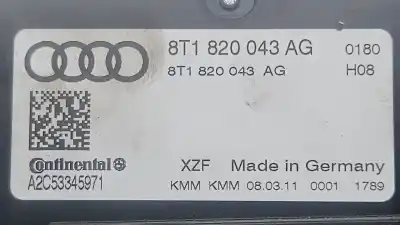 8T1 820 043 AG 0180
8T1 820 043 AG H08
Continental XZF Made in Germany
A2C53345971 KMM KMM 08.03.11 0001 1789